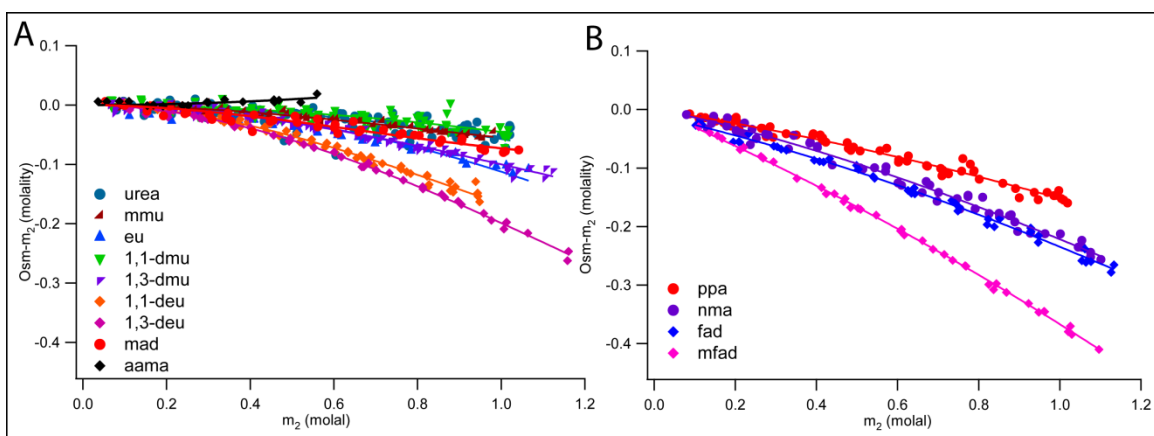 A
0.1
0.0
-0.1
-0.2
-0.3
-0.4
Osm-m2 (molality)
urea
mmu
eu
1,1-dmu
1,3-dmu
1,1-deu
1,3-deu
mad
aama
0.0 0.2 0.4 0.6 0.8 1.0 1.2
m2 (molal)
B
0.1
0.0
-0.1
-0.2
-0.3
-0.4
Osm-m2 (molality)
ppa
nma
fad
mfad
0.0 0.2 0.4 0.6 0.8 1.0 1.2
m2 (molal)